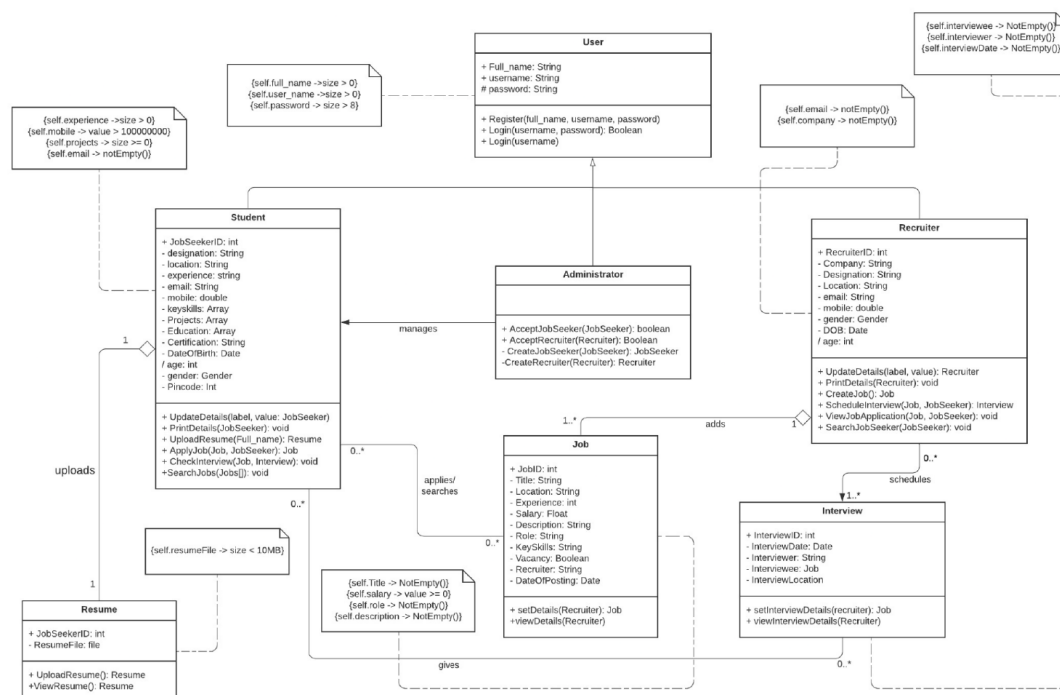 {self.interviewee -> NotEmpty()}
{self.interviewer -> NotEmpty()}
{self.interviewDate -> NotEmpty()}
User
+ Full_name: String
+ username: String
# password: String
+ Register(full_name, username, password)
+ Login(username, password): Boolean
+ Login(username)
{self.full_name ->size > 0}
{self.user_name ->size > 0}
{self.password -> size > 8}
{self.email -> notEmpty()}
{self.company -> notEmpty()}
{self.experience ->size > 0}
{self.mobile -> value > 100000000}
{self.projects -> size >= 0}
{self.email -> notEmpty()}
Student
+ JobSeekerID: int
- designation: String
- location: String
- experience: string
- email: String
- mobile: double
- keyskills: Array
- Projects: Array
- Education: Array
- Certification: String
- DateOfBirth: Date
/ age: int
- gender: Gender
- Pincode: Int
+ UpdateDetails(label, value: JobSeeker)
+ PrintDetails(JobSeeker): void
+ UploadResume(Full_name): Resume
+ ApplyJob(Job, JobSeeker): Job
+ CheckInterview(Job, Interview): void
+SearchJobs(Jobs[]): void
Administrator
+ AcceptJobSeeker(JobSeeker): boolean
+ AcceptRecruiter(Recruiter): Boolean
- CreateJobSeeker(JobSeeker): JobSeeker
-CreateRecruiter(Recruiter): Recruiter
manages
Recruiter
+ RecruiterID: int
- Company: String
- Designation: String
- Location: String
- email: String
- mobile: double
- gender: Gender
- DOB: Date
/ age: int
+ UpdateDetails(label, value): Recruiter
+ PrintDetails(Recruiter): void
+ CreateJob(): Job
+ ScheduleInterview(Job, JobSeeker): Interview
+ ViewJobApplication(Job, JobSeeker): void
+ SearchJobSeeker(JobSeeker): void
1
1..*
adds
1
Job
+ JobID: int
- Title: String
- Location: String
- Experience: int
- Salary: Float
- Description: String
- Role: String
- KeySkills: String
- Vacancy: Boolean
- Recruiter: String
- DateOfPosting: Date
+ setDetails(Recruiter): Job
+viewDetails(Recruiter)
0..*
applies/
searches
0..*
0..*
schedules
1..*
Interview
+ InterviewID: int
- InterviewDate: Date
- Interviewer: String
- Interviewee: Job
- InterviewLocation
+ setInterviewDetails(recruiter): Job
+ viewInterviewDetails(Recruiter)
uploads
0..*
{self.resumeFile -> size < 10MB}
{self.Title -> NotEmpty()}
{self.salary -> value >= 0}
{self.role -> NotEmpty()}
{self.description -> NotEmpty()}
1
Resume
+ JobSeekerID: int
- ResumeFile: file
+ UploadResume(): Resume
+ViewResume(): Resume
gives
0..*